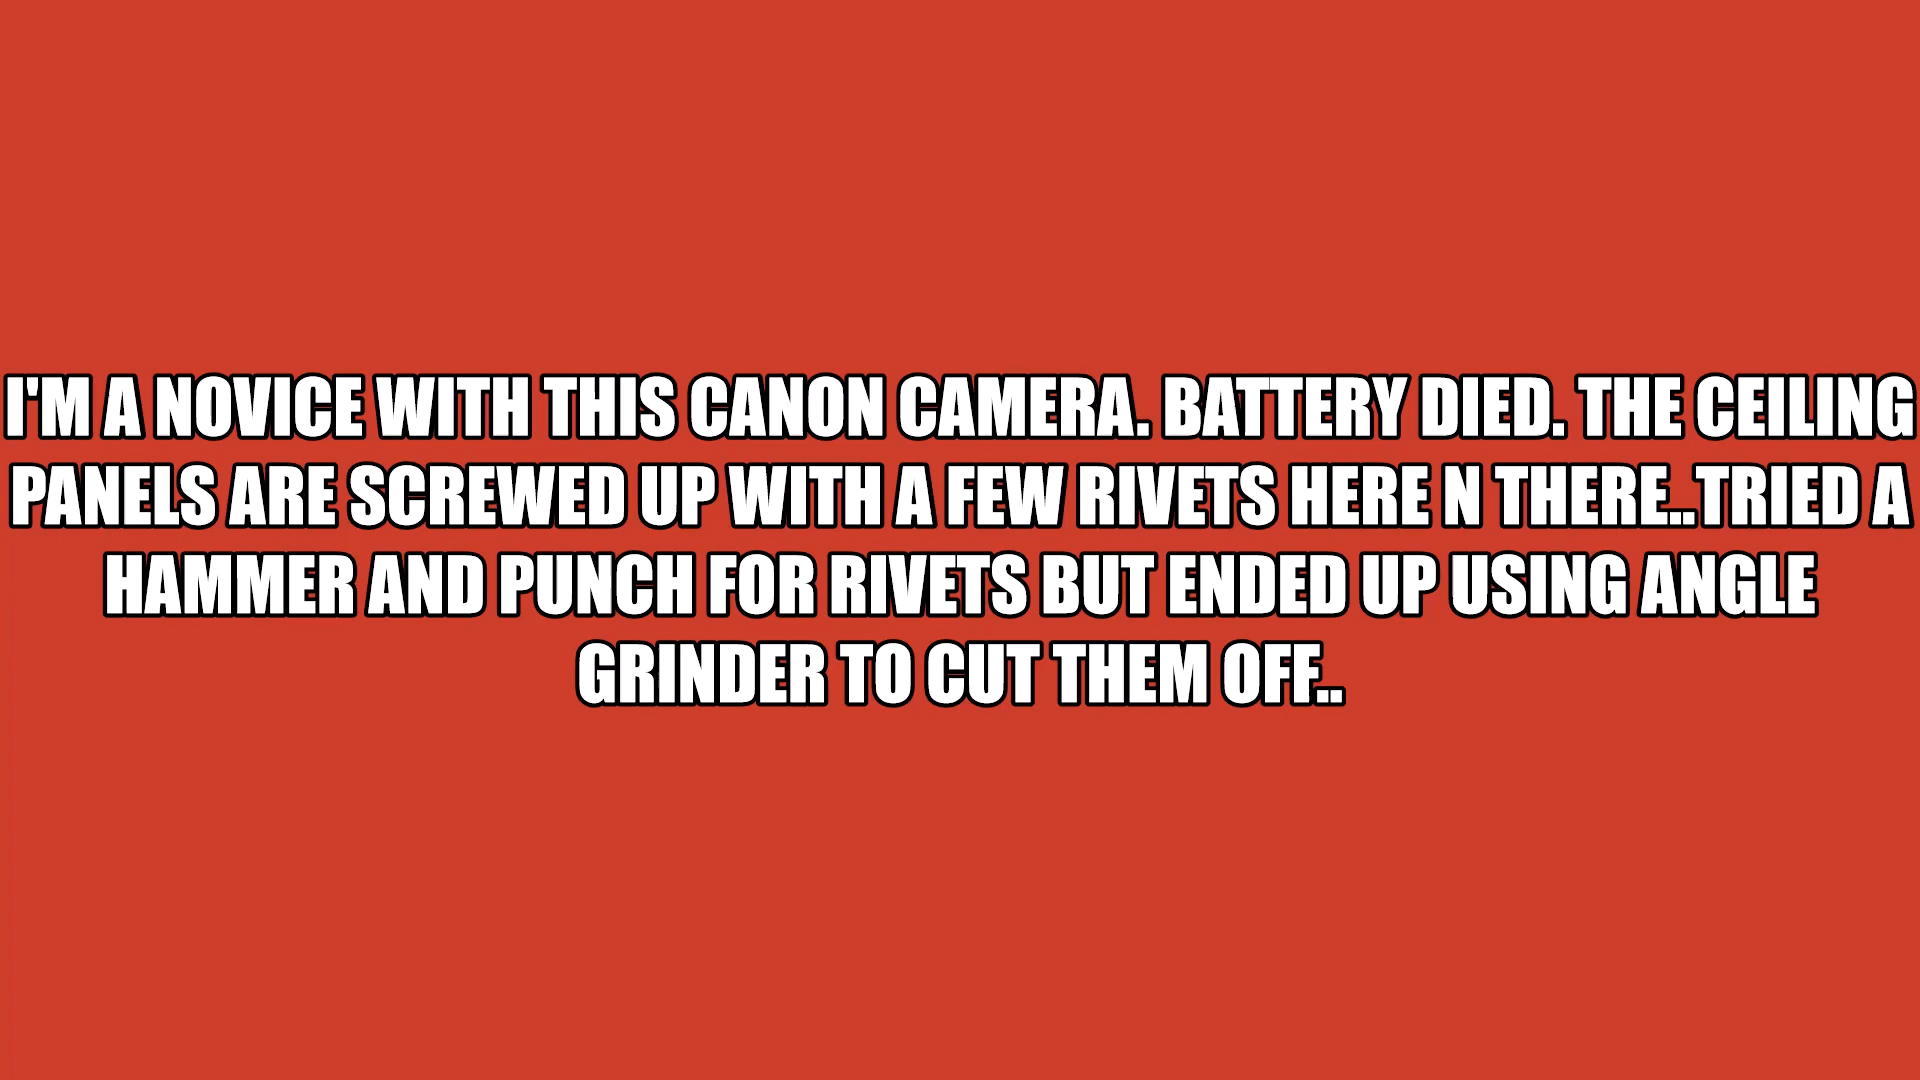 I'M A NOVICE WITH THIS CANON CAMERA. BATTERY DIED. THE CEILING
PANELS ARE SCREWED UP WITH A FEW RIVETS HERE N THERE..TRIED A
HAMMER AND PUNCH FOR RIVETS BUT ENDED UP USING ANGLE
GRINDER TO CUT THEM OFF..